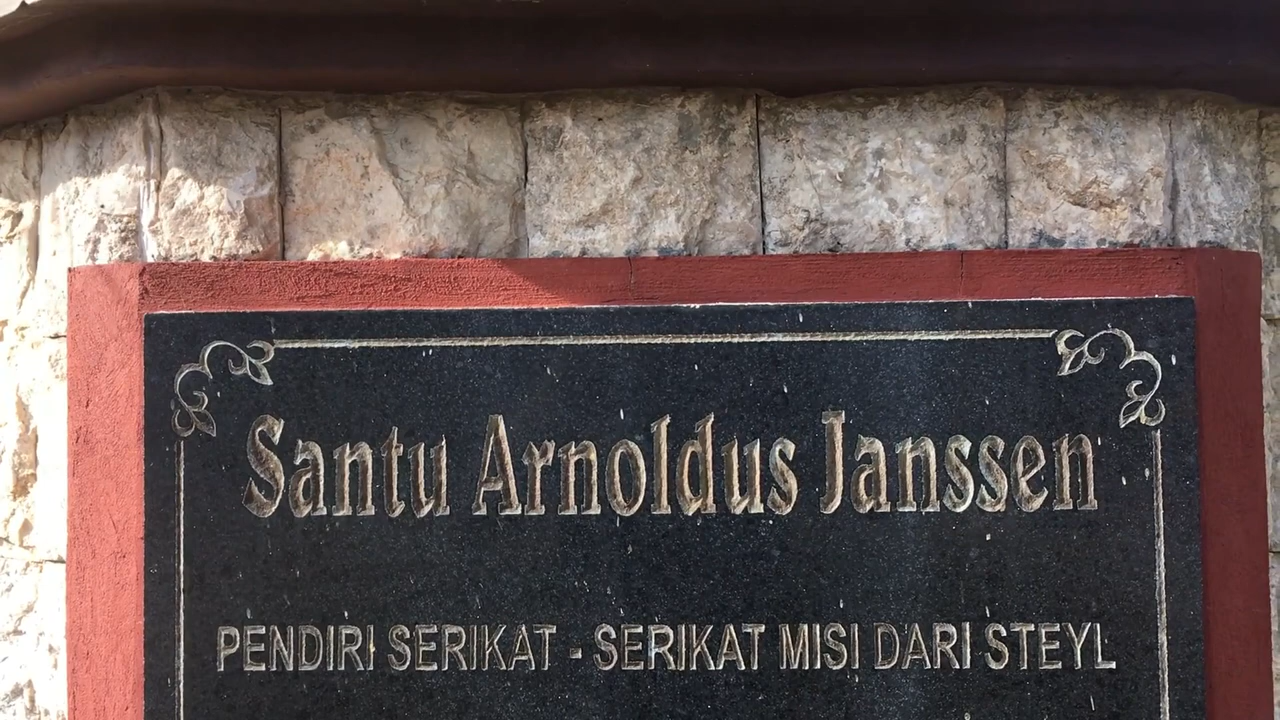 Santu Arnoldus Janssen
PENDIRI SERIKAT - SERIKAT MISI DARI STEYL